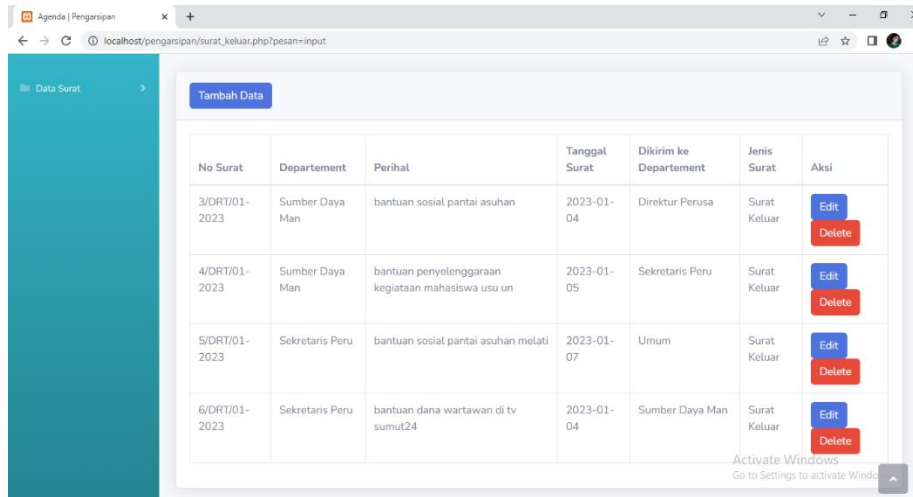 Agenda | Pengarsipan
localhost/pengarsipan/surat_keluar.php?pesan=input
Data Surat
Tambah Data
No Surat Departement Perihal Tanggal Surat Dikirim ke Departement Jenis Surat Aksi
3/DRT/01-2023 Sumber Daya Man bantuan sosial pantai asuhan 2023-01-04 Direktur Perusa Surat Keluar Edit Delete
4/DRT/01-2023 Sumber Daya Man bantuan penyelenggaraan kegiataan mahasiswa usu un 2023-01-05 Sekretaris Peru Surat Keluar Edit Delete
5/DRT/01-2023 Sekretaris Peru bantuan sosial pantai asuhan melati 2023-01-07 Umum Surat Keluar Edit Delete
6/DRT/01-2023 Sekretaris Peru bantuan dana wartawan di tv sumut24 2023-01-04 Sumber Daya Man Surat Keluar Edit Delete
Activate Windows
Go to Settings to activate Windo